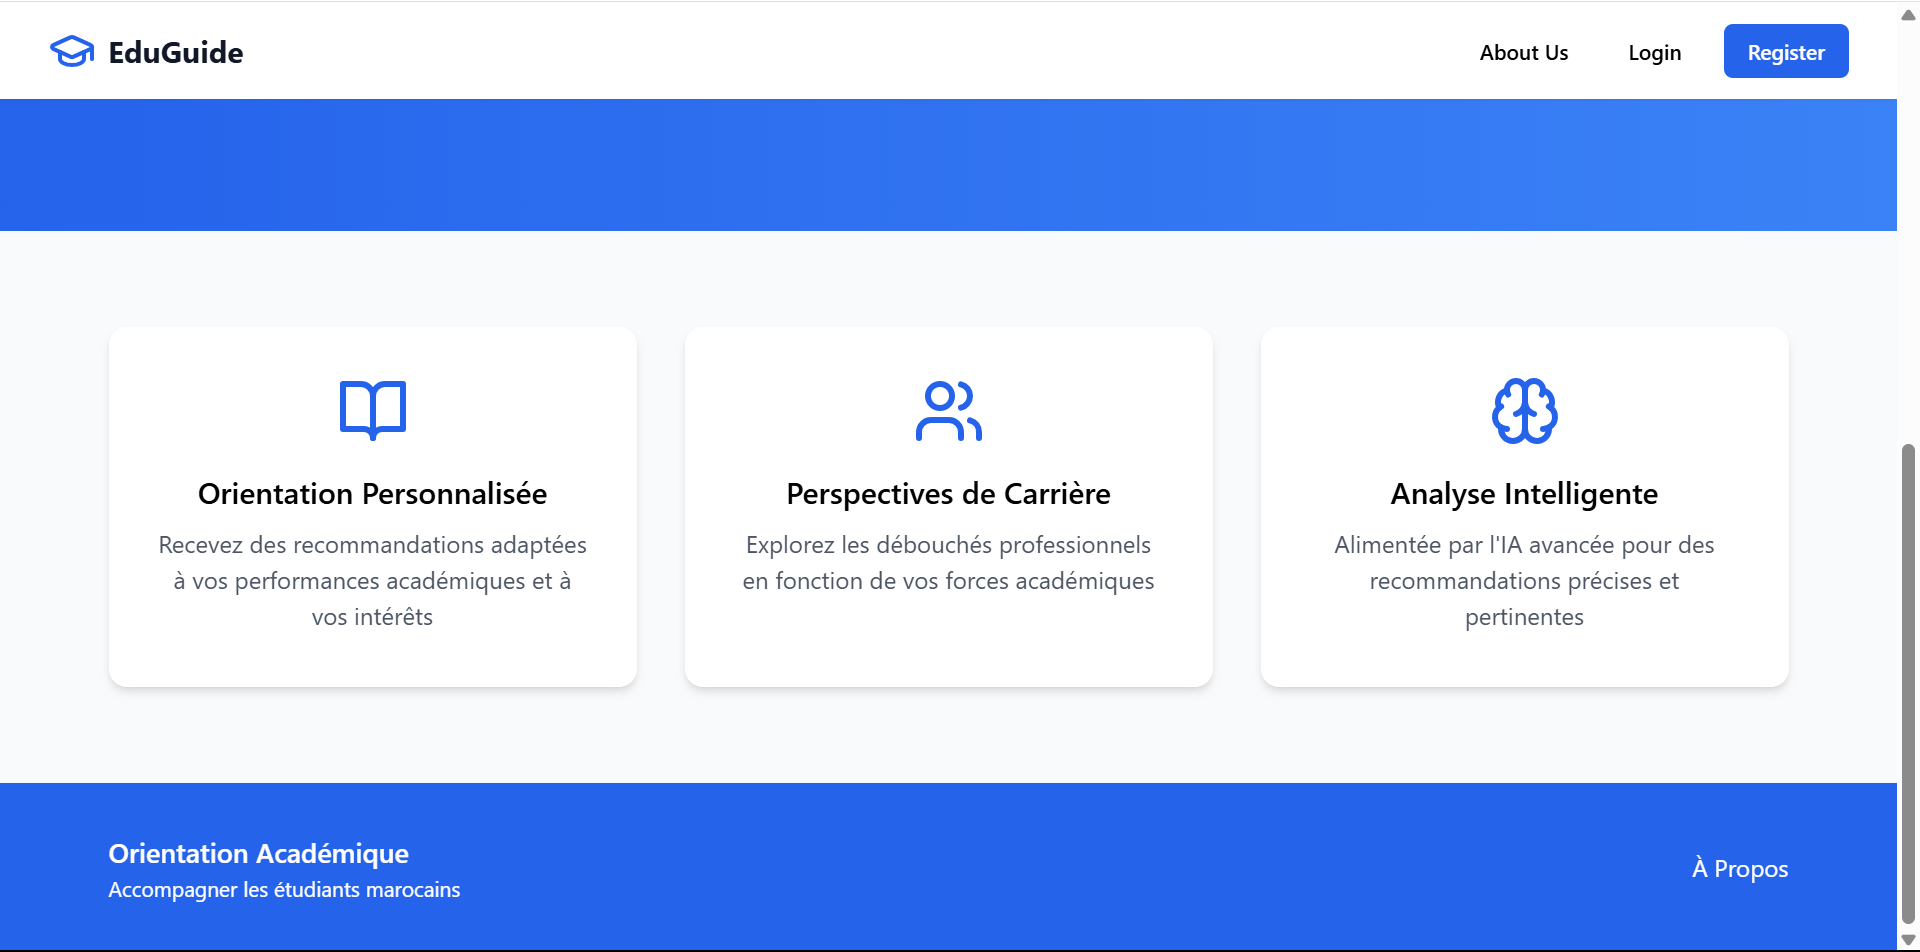 EduGuide
About Us
Login
Register
Orientation Personnalisée
Recevez des recommandations adaptées
à vos performances académiques et à
vos intérêts
Perspectives de Carrière
Explorez les débouchés professionnels
en fonction de vos forces académiques
Analyse Intelligente
Alimentée par l'IA avancée pour des
recommandations précises et
pertinentes
Orientation Académique
Accompagner les étudiants marocains
À Propos